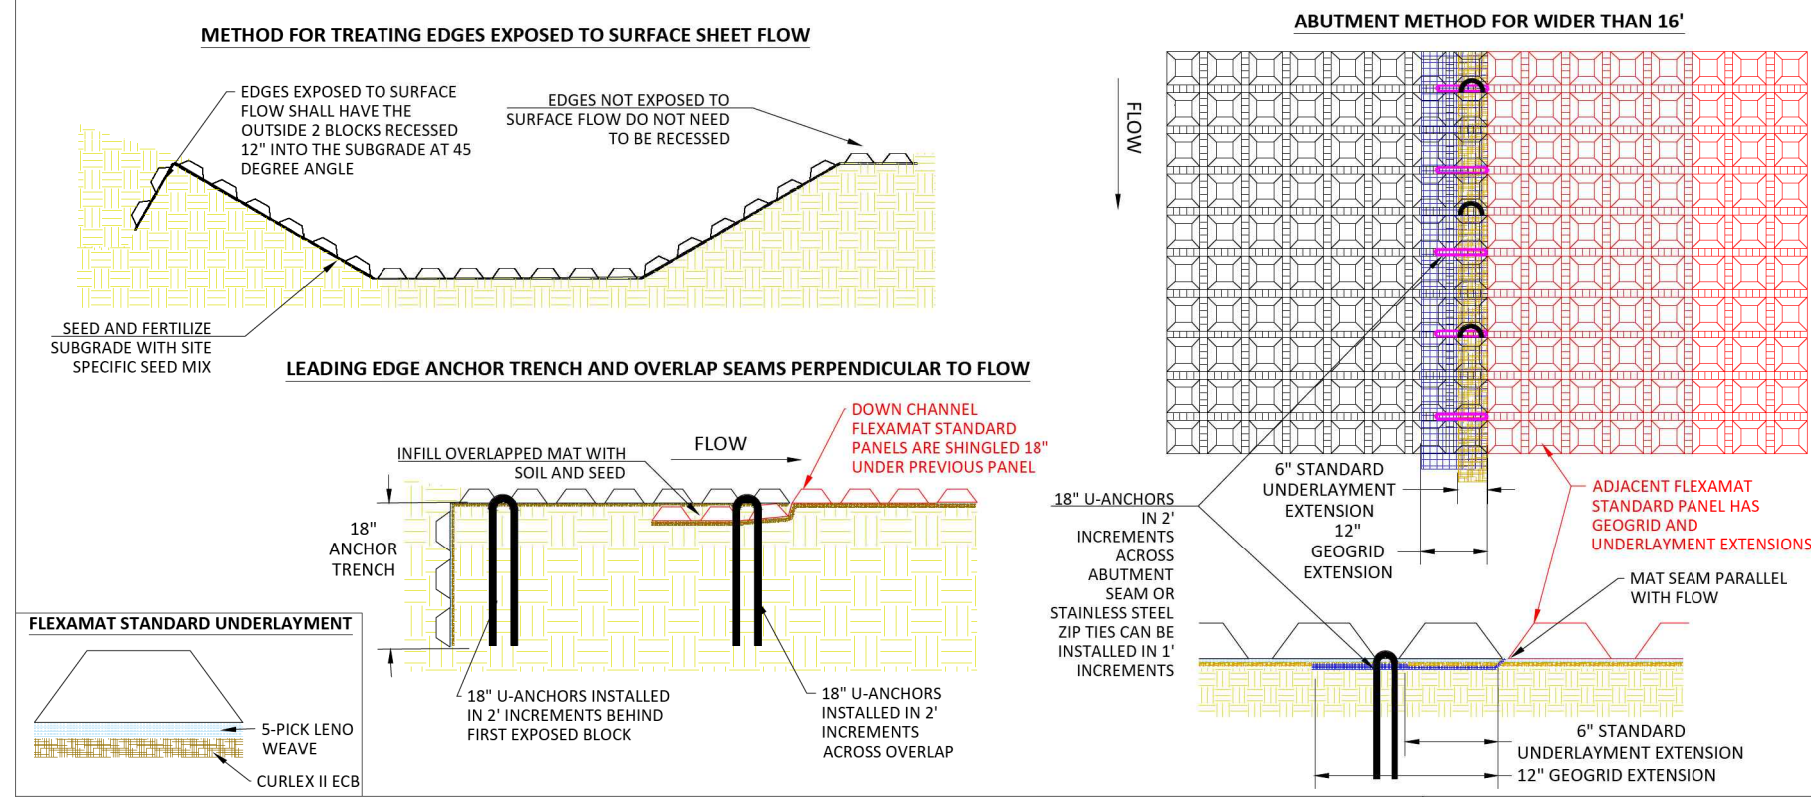 METHOD FOR TREATING EDGES EXPOSED TO SURFACE SHEET FLOW
EDGES EXPOSED TO SURFACE
FLOW SHALL HAVE THE
OUTSIDE 2 BLOCKS RECESSED
12" INTO THE SUBGRADE AT 45
DEGREE ANGLE
EDGES NOT EXPOSED TO
SURFACE FLOW DO NOT NEED
TO BE RECESSED
SEED AND FERTILIZE
SUBGRADE WITH SITE
SPECIFIC SEED MIX
LEADING EDGE ANCHOR TRENCH AND OVERLAP SEAMS PERPENDICULAR TO FLOW
DOWN CHANNEL
FLEXAMAT STANDARD
PANELS ARE SHINGLED 18"
UNDER PREVIOUS PANEL
FLOW
INFILL OVERLAPPED MAT WITH
SOIL AND SEED
18"
ANCHOR
TRENCH
18" U-ANCHORS INSTALLED
IN 2' INCREMENTS BEHIND
FIRST EXPOSED BLOCK
18" U-ANCHORS
INSTALLED IN 2'
INCREMENTS
ACROSS OVERLAP
FLEXAMAT STANDARD UNDERLAYMENT
5-PICK LENO
WEAVE
CURLEX II ECB
ABUTMENT METHOD FOR WIDER THAN 16'
FLOW
6" STANDARD
UNDERLAYMENT
EXTENSION
12"
GEOGRID
EXTENSION
18" U-ANCHORS
IN 2'
INCREMENTS
ACROSS
ABUTMENT
SEAM OR
STAINLESS STEEL
ZIP TIES CAN BE
INSTALLED IN 1'
INCREMENTS
ADJACENT FLEXAMAT
STANDARD PANEL HAS
GEOGRID AND
UNDERLAYMENT EXTENSIONS
MAT SEAM PARALLEL
WITH FLOW
6" STANDARD
UNDERLAYMENT EXTENSION
12" GEOGRID EXTENSION